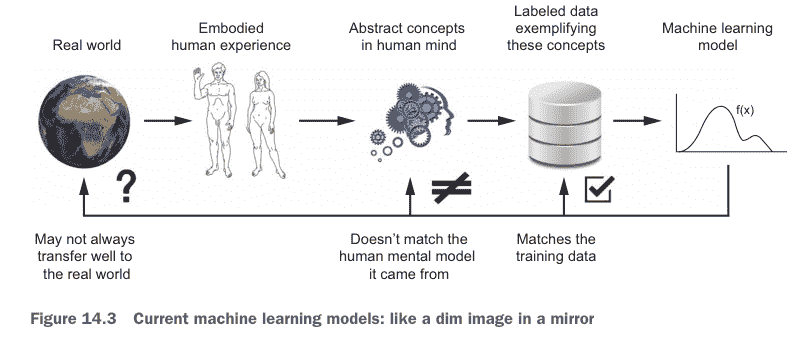 Real world
Embodied
human experience
Abstract concepts
in human mind
Labeled data
exemplifying
these concepts
Machine learning
model
f(x)
?
≠
May not always
transfer well to
the real world
Doesn't match the
human mental model
it came from
Matches the
training data
Figure 14.3 Current machine learning models: like a dim image in a mirror